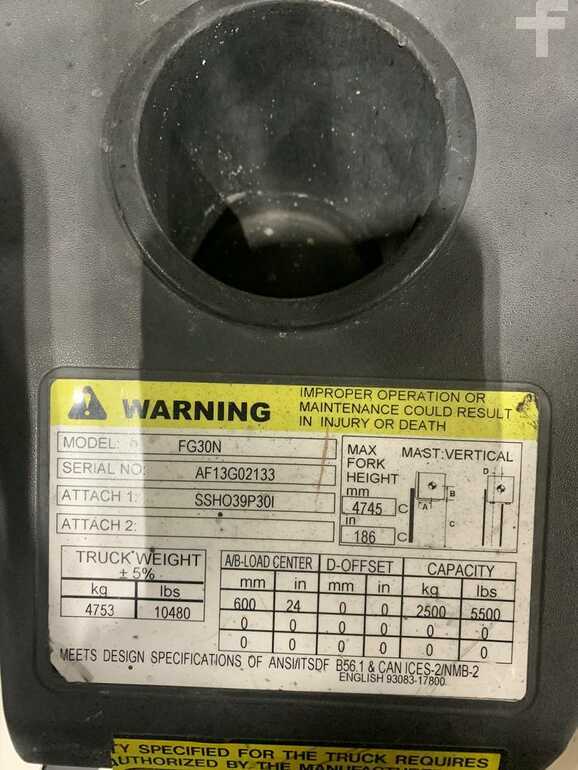 f
WARNING
IMPROPER OPERATION OR
MAINTENANCE COULD RESULT
IN INJURY OR DEATH
MODEL: FG30N
SERIAL NO: AF13G02133
ATTACH 1: SSHO39P30I
ATTACH 2:
MAX FORK HEIGHT
MAST:VERTICAL
mm
4745 C
in
186 C
D
B
A
C
TRUCK WEIGHT
± 5%
kg lbs
4753 10480
A/B-LOAD CENTER D-OFFSET CAPACITY
mm in mm in kg lbs
600 24 0 0 2500 5500
0 0 0 0 0 0
0 0 0 0 0 0
MEETS DESIGN SPECIFICATIONS OF ANSI/ITSDF B56.1 & CAN ICES-2/NMB-2
ENGLISH 93083-17800
TY SPECIFIED FOR THE TRUCK REQUIRES
AUTHORIZED BY THE MANUFACT